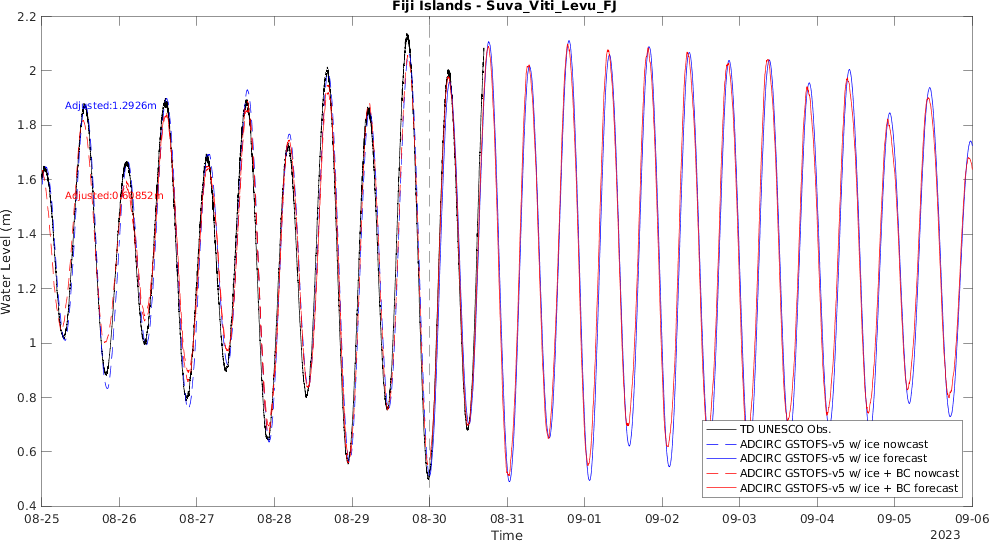 Fiji Islands - Suva_Viti_Levu_FJ
2.2
2
1.8
1.6
1.4
1.2
1
0.8
0.6
0.4
Water Level (m)
Adjusted:1.2926m
Adjusted:0.60852m
TD UNESCO Obs.
ADCIRC GSTOFS-v5 w/ ice nowcast
ADCIRC GSTOFS-v5 w/ ice forecast
ADCIRC GSTOFS-v5 w/ ice + BC nowcast
ADCIRC GSTOFS-v5 w/ ice + BC forecast
08-25 08-26 08-27 08-28 08-29 08-30 08-31 09-01 09-02 09-03 09-04 09-05 09-06
Time
2023